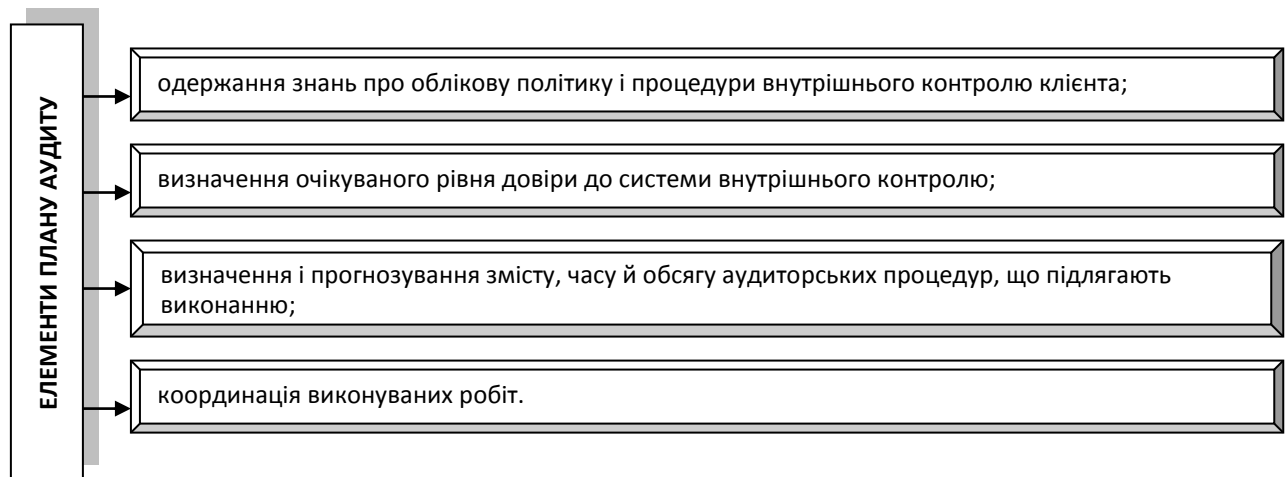 ЕЛЕМЕНТИ ПЛАНУ АУДИТУ
одержання знань про облікову політику і процедури внутрішнього контролю клієнта;
визначення очікуваного рівня довіри до системи внутрішнього контролю;
визначення і прогнозування змісту, часу й обсягу аудиторських процедур, що підлягають
виконанню;
координація виконуваних робіт.